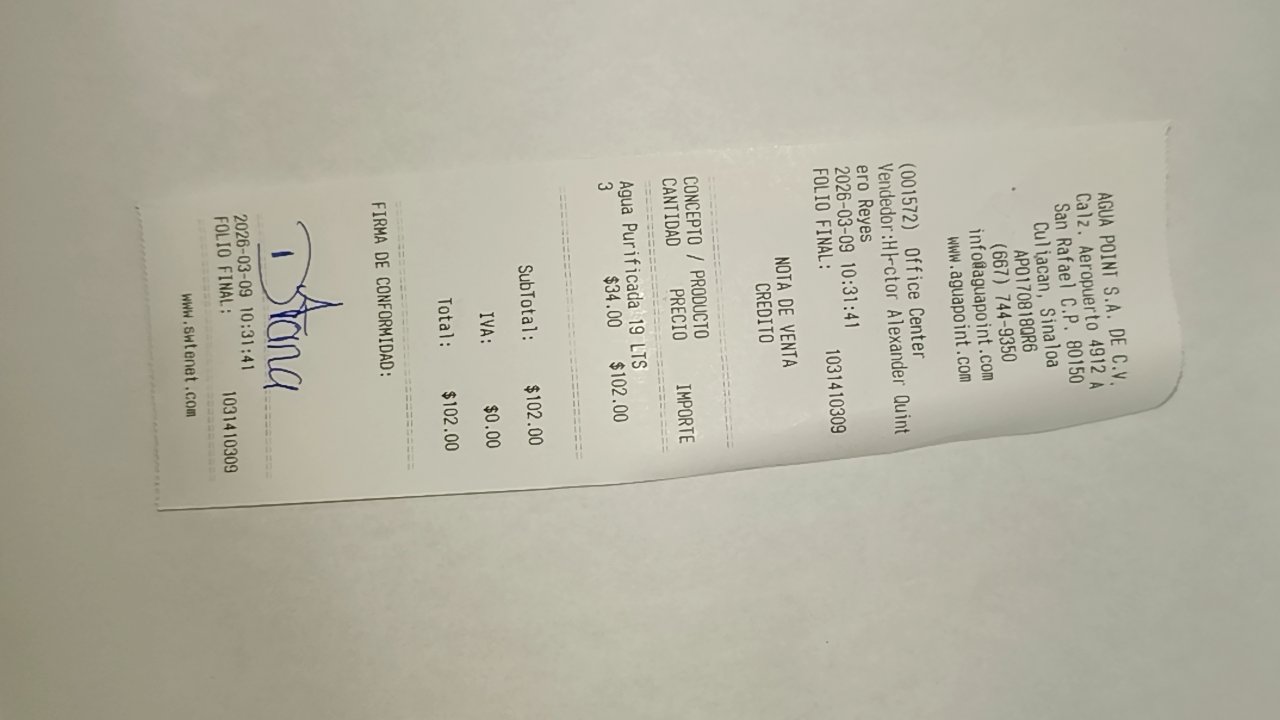 AGUA POINT S.A. DE C.V.
Calz. Aeropuerto 4912 A
San Rafael C.P. 80150
Culiacan, Sinaloa
APO170818QR6
(667) 744-9350
info@aguapoint.com
www.aguapoint.com
(001572) Office Center
Vendedor:H├-ctor Alexander Quint
ero Reyes
2026-03-09 10:31:41
FOLIO FINAL: 1031410309
NOTA DE VENTA
CREDITO
CONCEPTO / PRODUCTO
CANTIDAD PRECIO IMPORTE
Agua Purificada 19 LTS
3 $34.00 $102.00
SubTotal: $102.00
IVA: $0.00
Total: $102.00
FIRMA DE CONFORMIDAD:
2026-03-09 10:31:41
FOLIO FINAL: 1031410309
www.swtenet.com